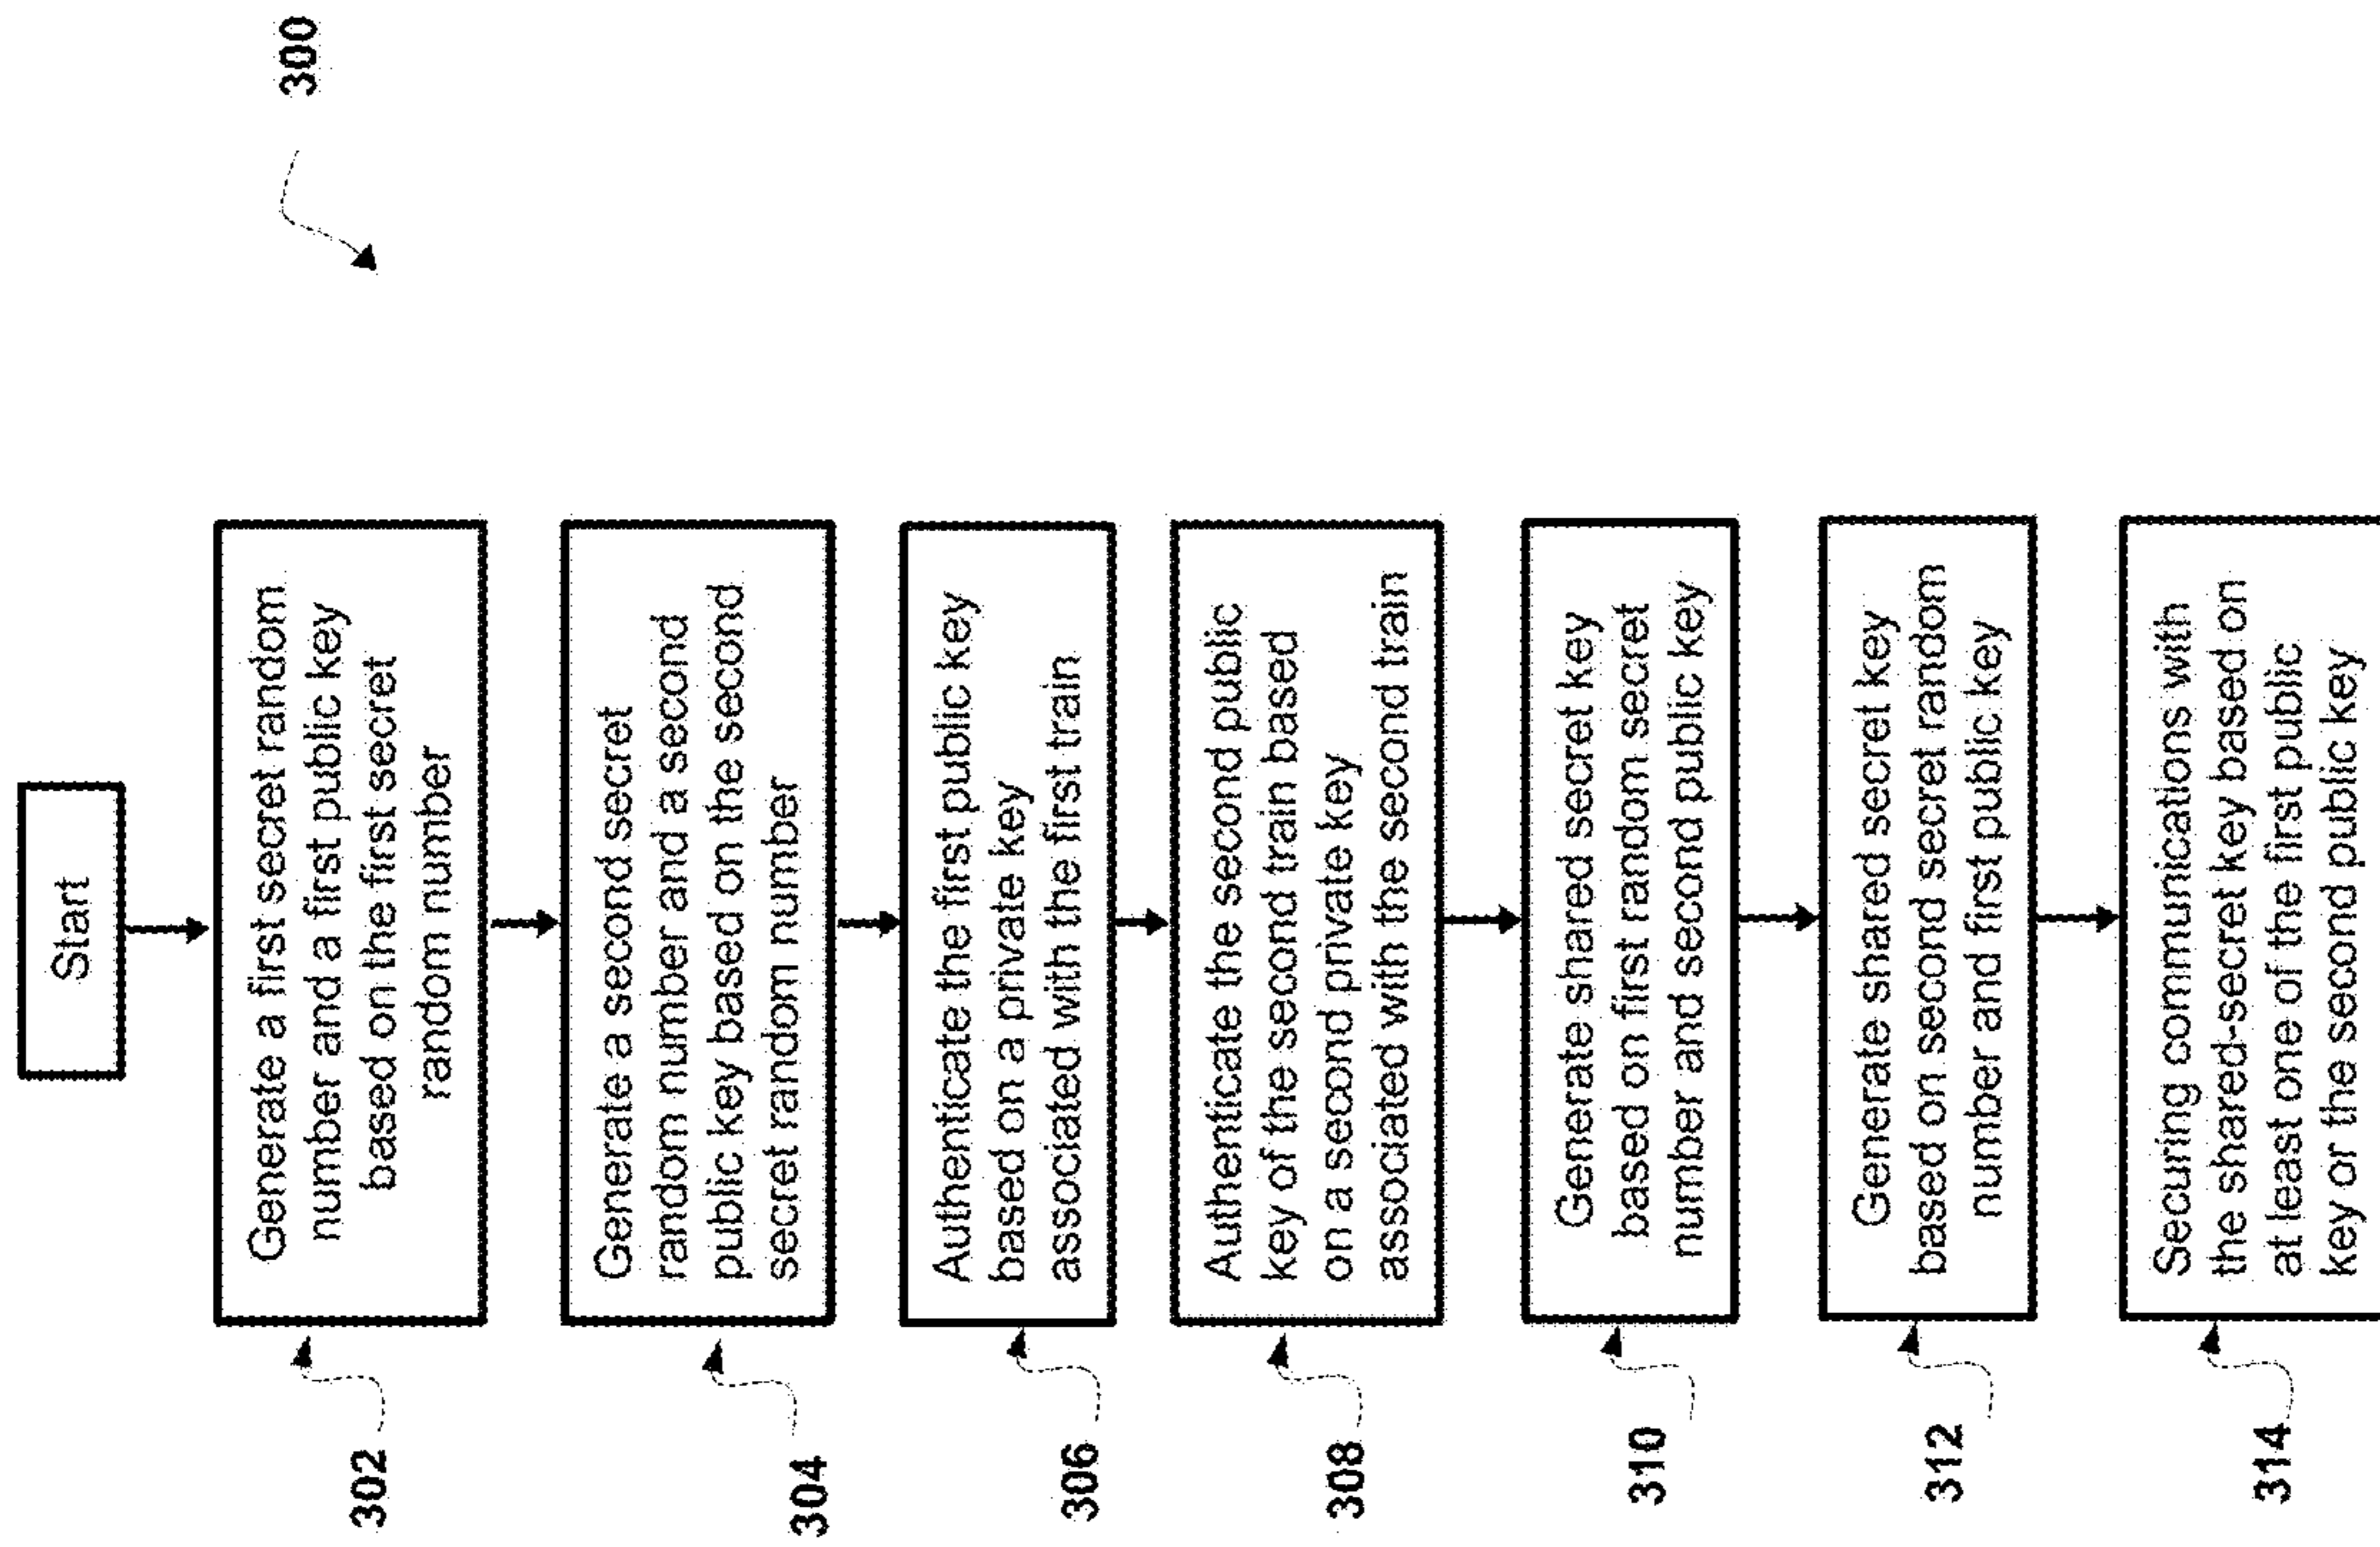 300
Start
302
Generate a first secret random
number and a first public key
based on the first secret
random number
304
Generate a second secret
random number and a second
public key based on the second
secret random number
306
Authenticate the first public key
based on a private key
associated with the first train
308
Authenticate the second public
key of the second train based
on a second private key
associated with the second train
310
Generate shared secret key
based on first random secret
number and second public key
312
Generate shared secret key
based on second secret random
number and first public key
314
Securing communications with
the shared-secret key based on
at least one of the first public
key or the second public key